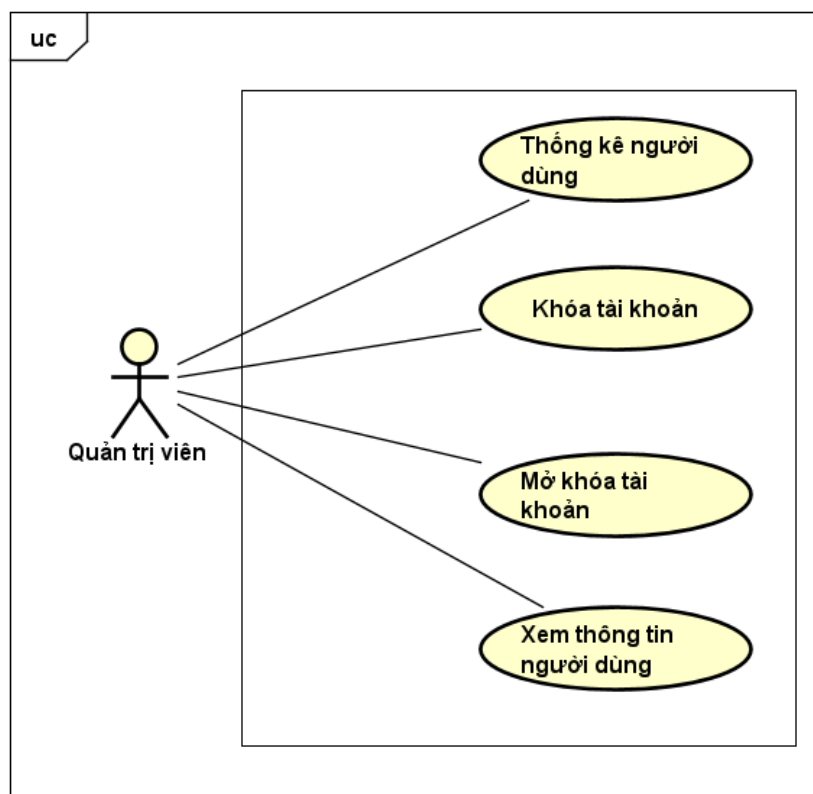 uc
Thống kê người
dùng
Khóa tài khoản
Quản trị viên
Mở khóa tài
khoản
Xem thông tin
người dùng